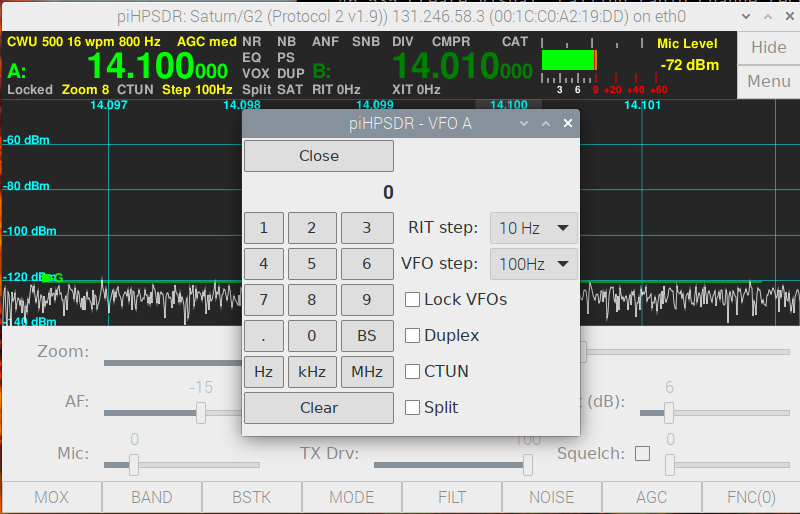 piHPSDR: Saturn/G2 (Protocol 2 v1.9)) 131.246.58.3 (00:1C:C0:A2:19:DD) on eth0
CWU 500 16 wpm 800 Hz AGC med NR NB ANF SNB DIV CMPR CAT
A: 14.100000 EQ PS VOX DUP B: 14.010000
Locked Zoom 8 CTUN Step 100Hz Split SAT RIT 0Hz XIT 0Hz
Mic Level
-72 dBm
3 6 9 +20 +40 +60
Hide
Menu
14.097 14.098 14.099 14.100 14.101
-60 dBm
-80 dBm
-100 dBm
-120 dBm
-140 dBm
piHPSDR - VFO A
Close
0
1 2 3 RIT step: 10 Hz
4 5 6 VFO step: 100Hz
7 8 9 Lock VFOs
. 0 BS Duplex
Hz kHz MHz CTUN
Clear Split
Zoom:
AF: -15 (dB): 6
Mic: 0 TX Drv: 100 Squelch: 0
MOX BAND BSTK MODE FILT NOISE AGC FNC(0)